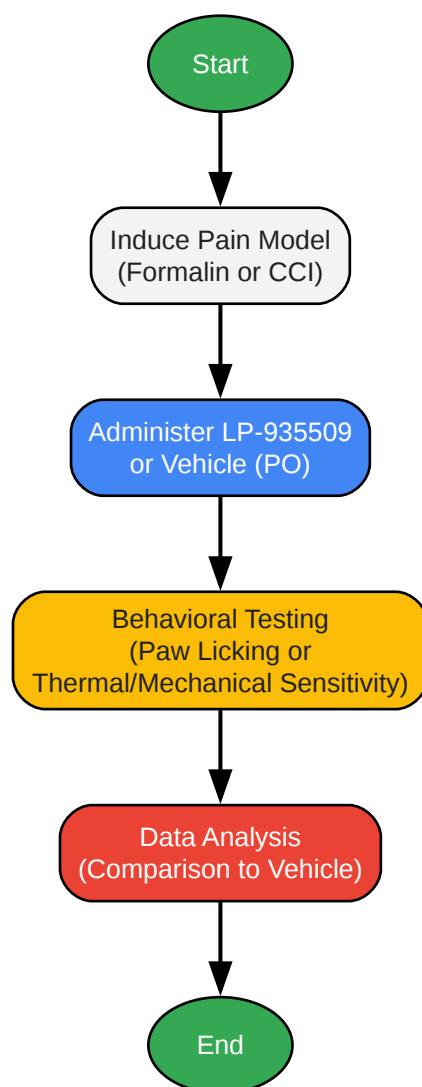 Start
Induce Pain Model
(Formalin or CCI)
Administer LP-935509
or Vehicle (PO)
Behavioral Testing
(Paw Licking or
Thermal/Mechanical Sensitivity)
Data Analysis
(Comparison to Vehicle)
End